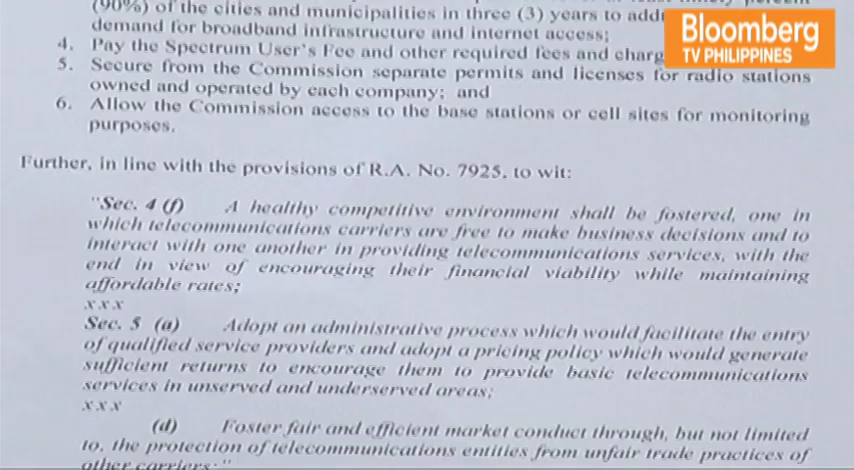 (90%) of the cities and municipalities in three (3) years to
demand for broadband infrastructure and internet access;
4. Pay the Spectrum User's Fee and other required fees and
5. Secure from the Commission separate permits and licenses for radio stations
owned and operated by each company; and
6. Allow the Commission access to the base stations or cell sites for monitoring
purposes.
Bloomberg
TV PHILIPPINES
Further, in line with the provisions of R.A. No. 7925, to wit:
"Sec. 4 (f) A healthy competitive environment shall be fostered, one in
which telecommunications carriers are free to make business decisions and to
interact with one another in providing telecommunications services, with the
end in view of encouraging their financial viability while maintaining
affordable rates;
x x x
Sec. 5 (a) Adopt an administrative process which would facilitate the entry
of qualified service providers and adopt a pricing policy which would generate
sufficient returns to encourage them to provide basic telecommunications
services in unserved and underserved areas;
x x x
(d) Foster fair and efficient market conduct through, but not limited
to, the protection of telecommunications entities from unfair trade practices of
other carriers;"